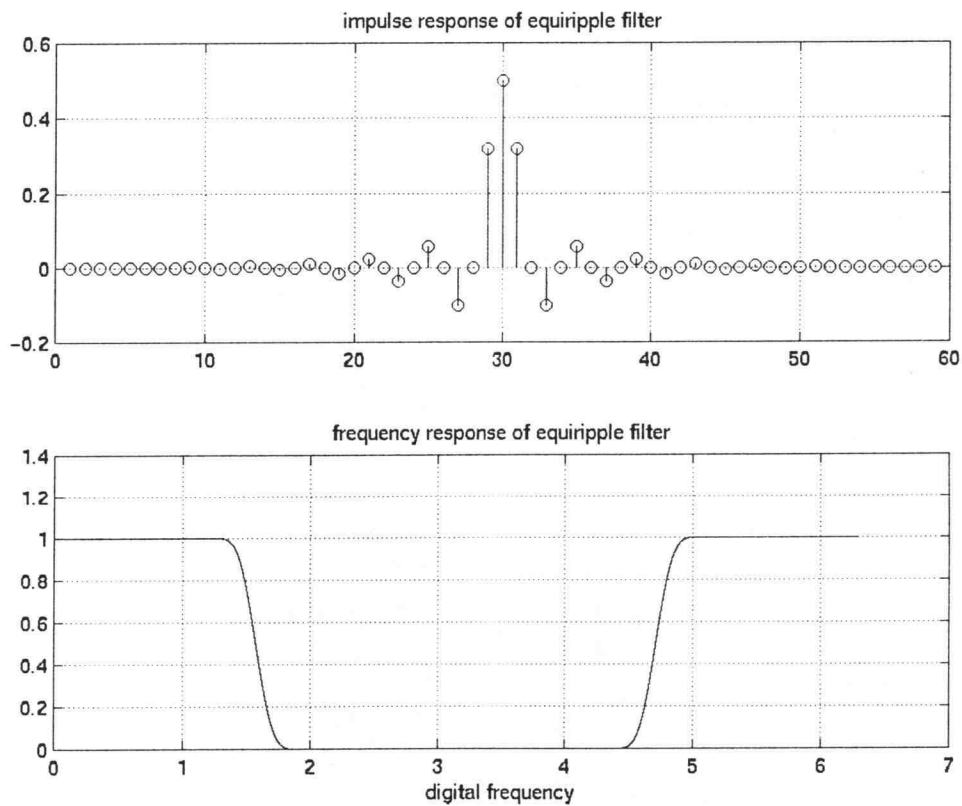 impulse response of equiripple filter
0.6
0.4
0.2
0
−0.2
0 10 20 30 40 50 60
frequency response of equiripple filter
1.4
1.2
1
0.8
0.6
0.4
0.2
0
0 1 2 3 4 5 6 7
digital frequency